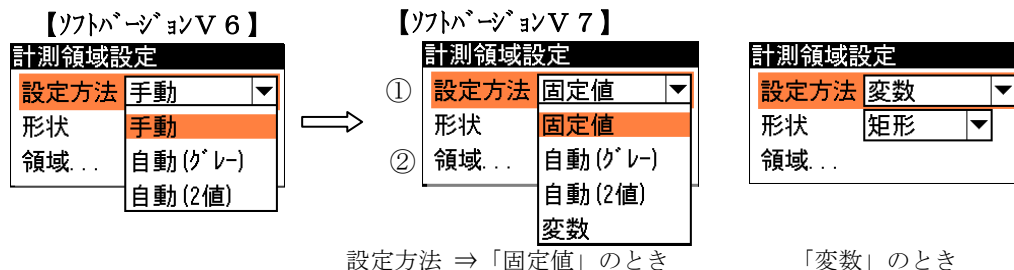 【ソフトバージョンV6】
計測領域設定
設定方法 手動
形状
手動
領域...
自動(グレー)
自動(2値)
【ソフトバージョンV7】
計測領域設定
① 設定方法 固定値
形状
固定値
② 領域...
自動(グレー)
自動(2値)
変数
設定方法 ⇒「固定値」のとき
計測領域設定
設定方法 変数
形状 矩形
領域...
「変数」のとき